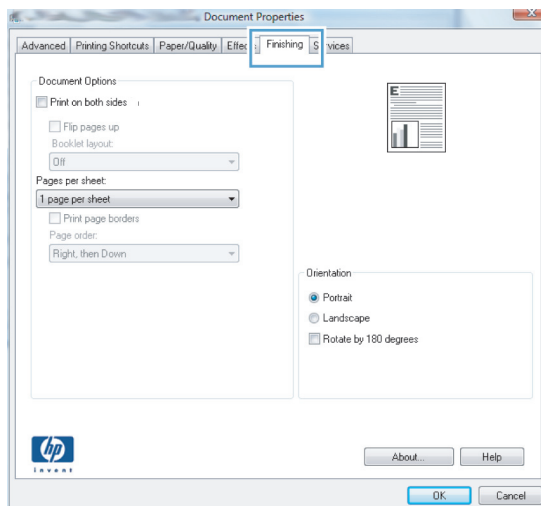 Document Properties
Advanced Printing Shortcuts Paper/Quality Finishing
Document Options
Print on both sides
Flip pages up
Booklet layout:
Off
Pages per sheet:
1 page per sheet
Print page borders
Page order:
Right, then Down
E
Orientation
Portrait
Landscape
Rotate by 180 degrees
hp
invent
About... Help
OK Cancel